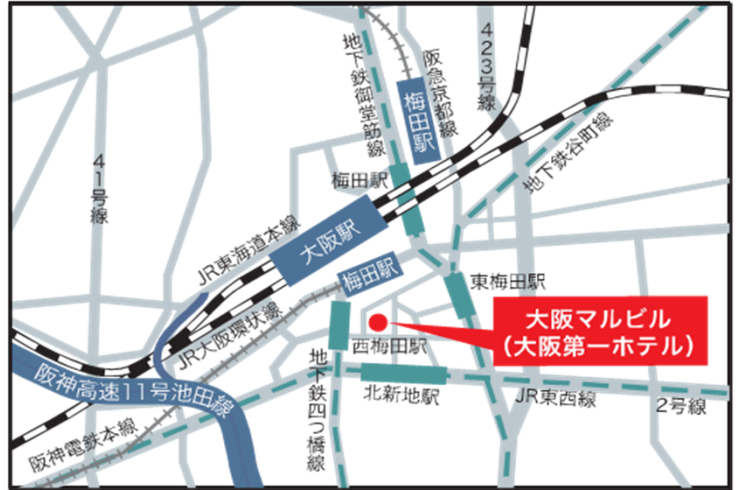 地下鉄御堂筋線
阪急京都線
423号線
梅田駅
地下鉄谷町線
41号線
梅田駅
大阪駅
JR東海道本線
梅田駅
東梅田駅
大阪マルビル
(大阪第一ホテル)
JR大阪環状線
西梅田駅
阪神高速11号池田線
地下鉄四つ橋線
北新地駅
JR東西線
2号線
阪神電鉄本線